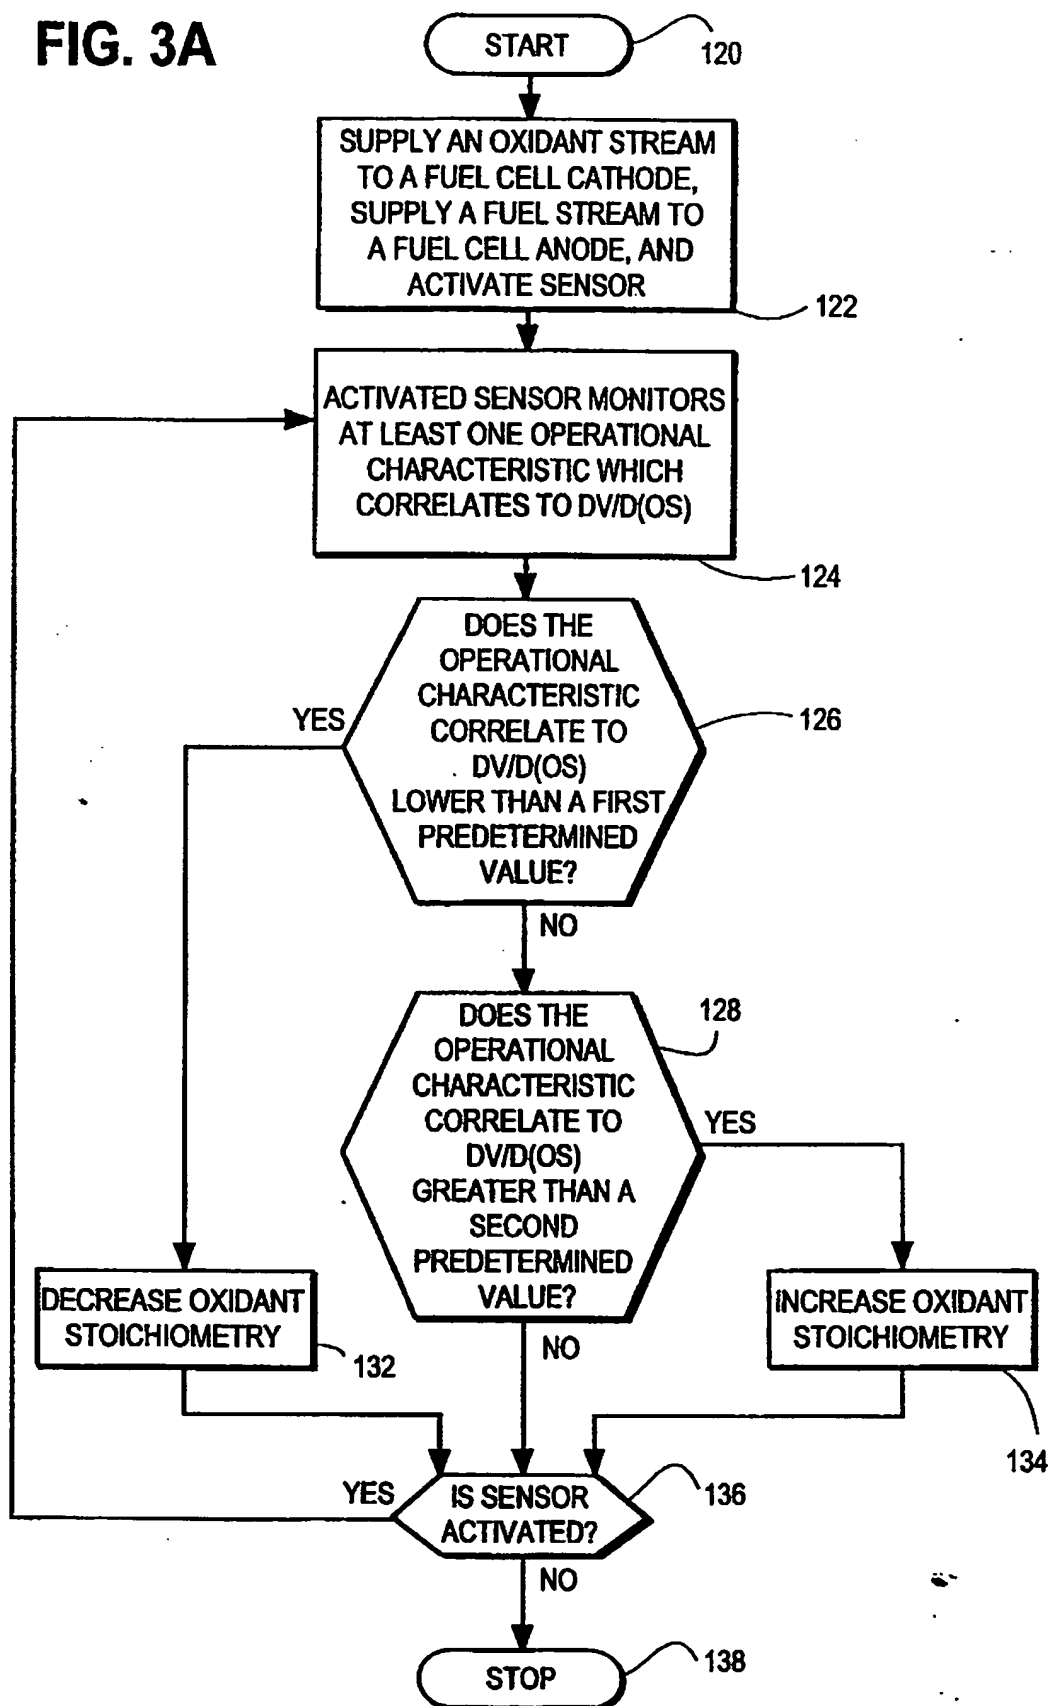 FIG. 3A
START
120
SUPPLY AN OXIDANT STREAM
TO A FUEL CELL CATHODE,
SUPPLY A FUEL STREAM TO
A FUEL CELL ANODE, AND
ACTIVATE SENSOR
122
ACTIVATED SENSOR MONITORS
AT LEAST ONE OPERATIONAL
CHARACTERISTIC WHICH
CORRELATES TO DV/D(OS)
124
DOES THE
OPERATIONAL
CHARACTERISTIC
CORRELATE TO
DV/D(OS)
LOWER THAN A FIRST
PREDETERMINED
VALUE?
YES
126
NO
DOES THE
OPERATIONAL
CHARACTERISTIC
CORRELATE TO
DV/D(OS)
GREATER THAN A
SECOND
PREDETERMINED
VALUE?
128
YES
NO
DECREASE OXIDANT
STOICHIOMETRY
132
INCREASE OXIDANT
STOICHIOMETRY
134
IS SENSOR
ACTIVATED?
YES
136
NO
STOP
138